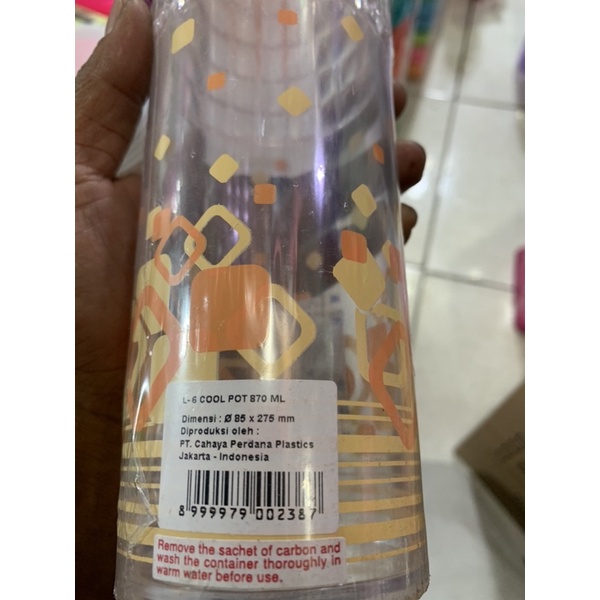 L-6 COOL POT 870 ML
Dimensi : Ø 85 x 275 mm
Diproduksi oleh :
PT. Cahaya Perdana Plastics
Jakarta - Indonesia
8 999979 002387
Remove the sachet of carbon and
wash the container thoroughly in
warm water before use.